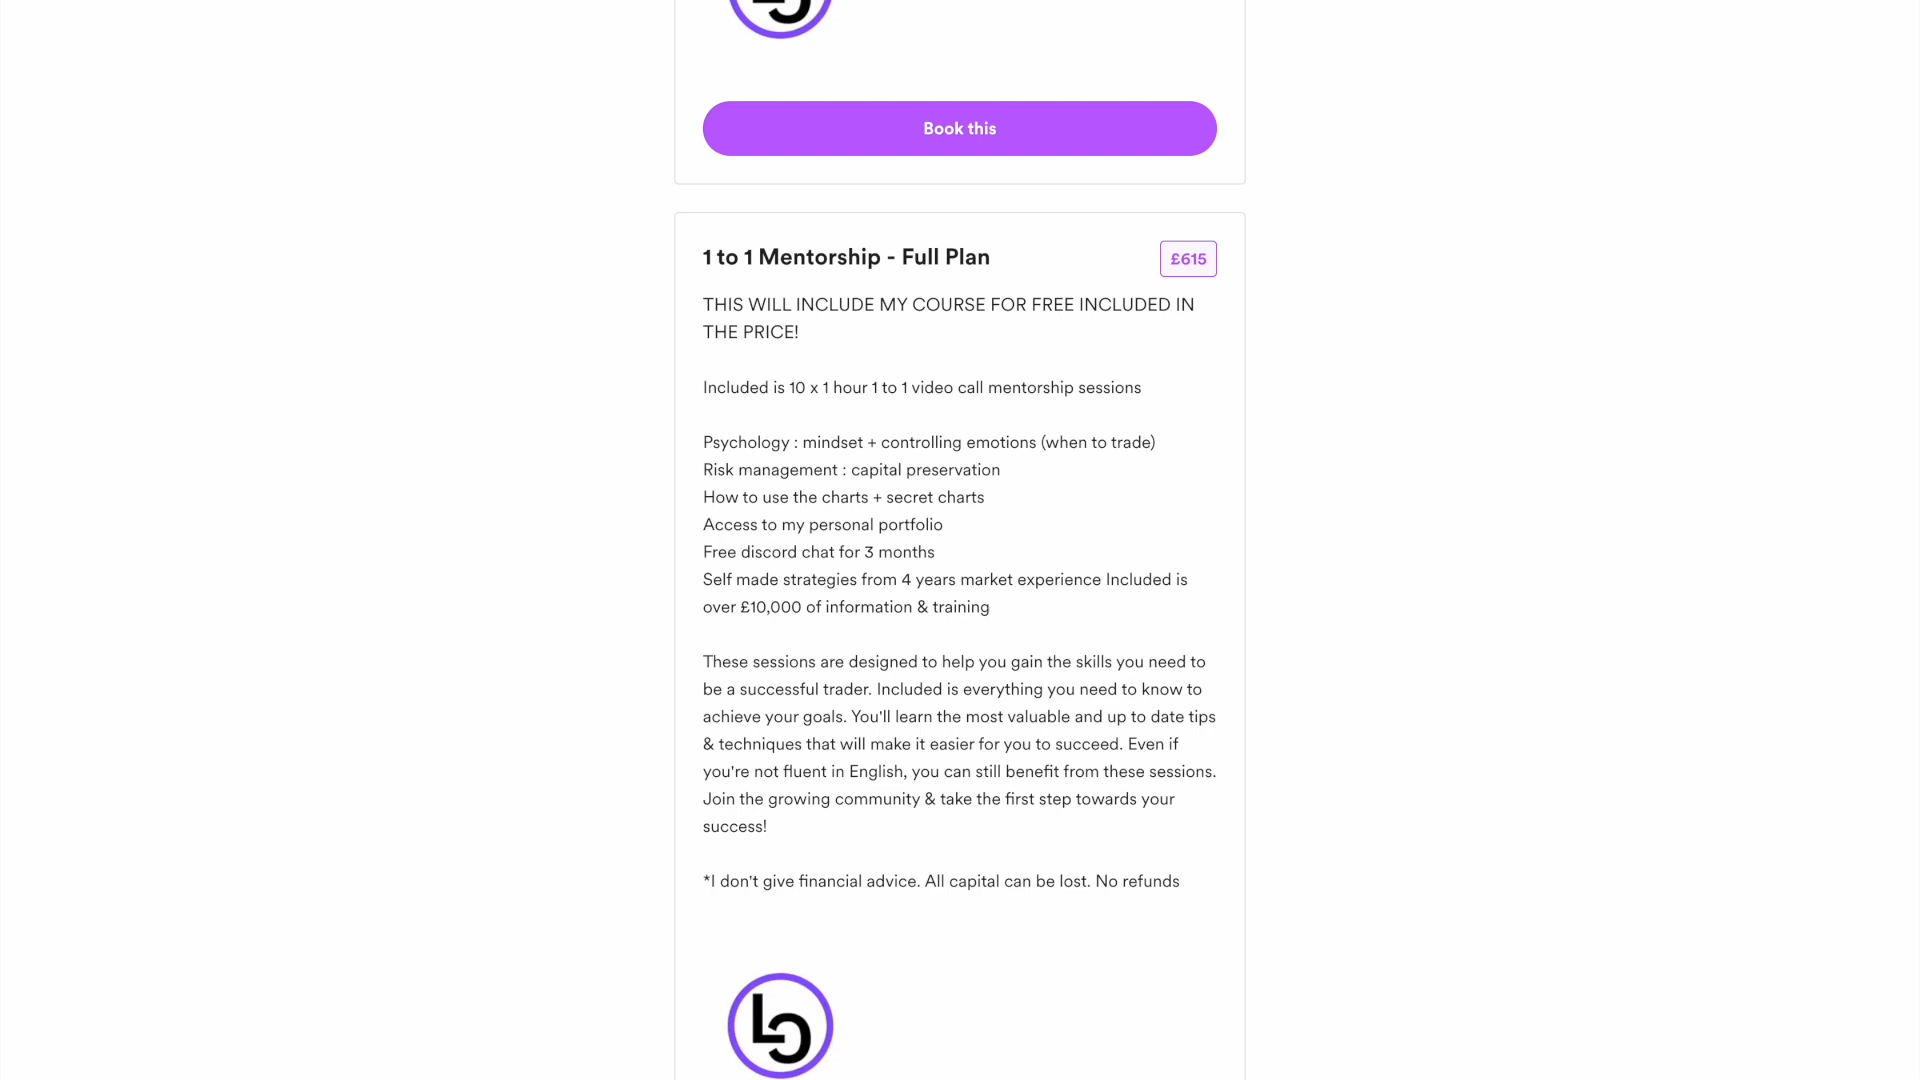 Book this
1 to 1 Mentorship - Full Plan
£615
THIS WILL INCLUDE MY COURSE FOR FREE INCLUDED IN
THE PRICE!
Included is 10 x 1 hour 1 to 1 video call mentorship sessions
Psychology : mindset + controlling emotions (when to trade)
Risk management : capital preservation
How to use the charts + secret charts
Access to my personal portfolio
Free discord chat for 3 months
Self made strategies from 4 years market experience Included is
over £10,000 of information & training
These sessions are designed to help you gain the skills you need to
be a successful trader. Included is everything you need to know to
achieve your goals. You'll learn the most valuable and up to date tips
& techniques that will make it easier for you to succeed. Even if
you're not fluent in English, you can still benefit from these sessions.
Join the growing community & take the first step towards your
success!
*I don't give financial advice. All capital can be lost. No refunds